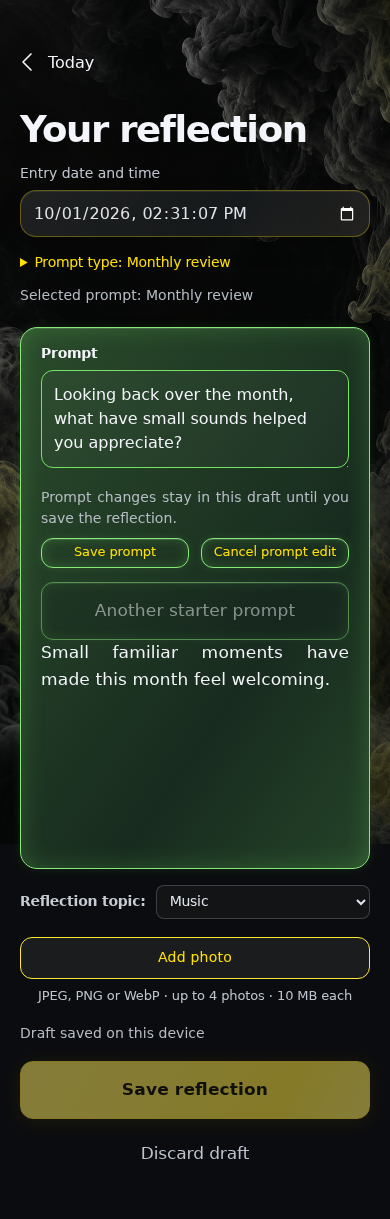 Today
Your reflection
Entry date and time
10/01/2026, 02:31:07 PM
Prompt type: Monthly review
Selected prompt: Monthly review
Prompt
Looking back over the month,
what have small sounds helped
you appreciate?
Prompt changes stay in this draft until you
save the reflection.
Save prompt
Cancel prompt edit
Another starter prompt
Small familiar moments have
made this month feel welcoming.
Reflection topic: Music
Add photo
JPEG, PNG or WebP · up to 4 photos · 10 MB each
Draft saved on this device
Save reflection
Discard draft